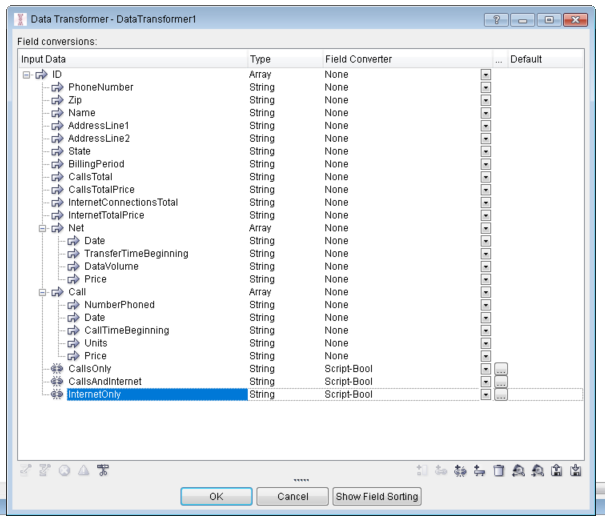 Data Transformer - DataTransformer1
Field conversions:
Input Data Type Field Converter ... Default
ID Array None
PhoneNumber String None
Zip String None
Name String None
AddressLine1 String None
AddressLine2 String None
State String None
BillingPeriod String None
CallsTotal String None
CallsTotalPrice String None
InternetConnectionsTotal String None
InternetTotalPrice String None
Net Array None
Date String None
TransferTimeBeginning String None
DataVolume String None
Price String None
Call Array None
NumberPhoned String None
Date String None
CallTimeBeginning String None
Units String None
Price String None
CallsOnly String Script-Bool ...
CallsAndInternet String Script-Bool ...
InternetOnly String Script-Bool ...
OK Cancel Show Field Sorting